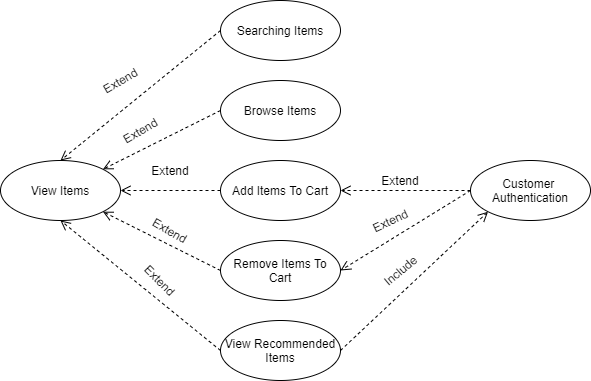 Searching Items
Extend
Browse Items
Extend
View Items
Extend
Add Items To Cart
Extend
Customer
Authentication
Extend
Extend
Remove Items To
Cart
Extend
Include
View Recommended
Items